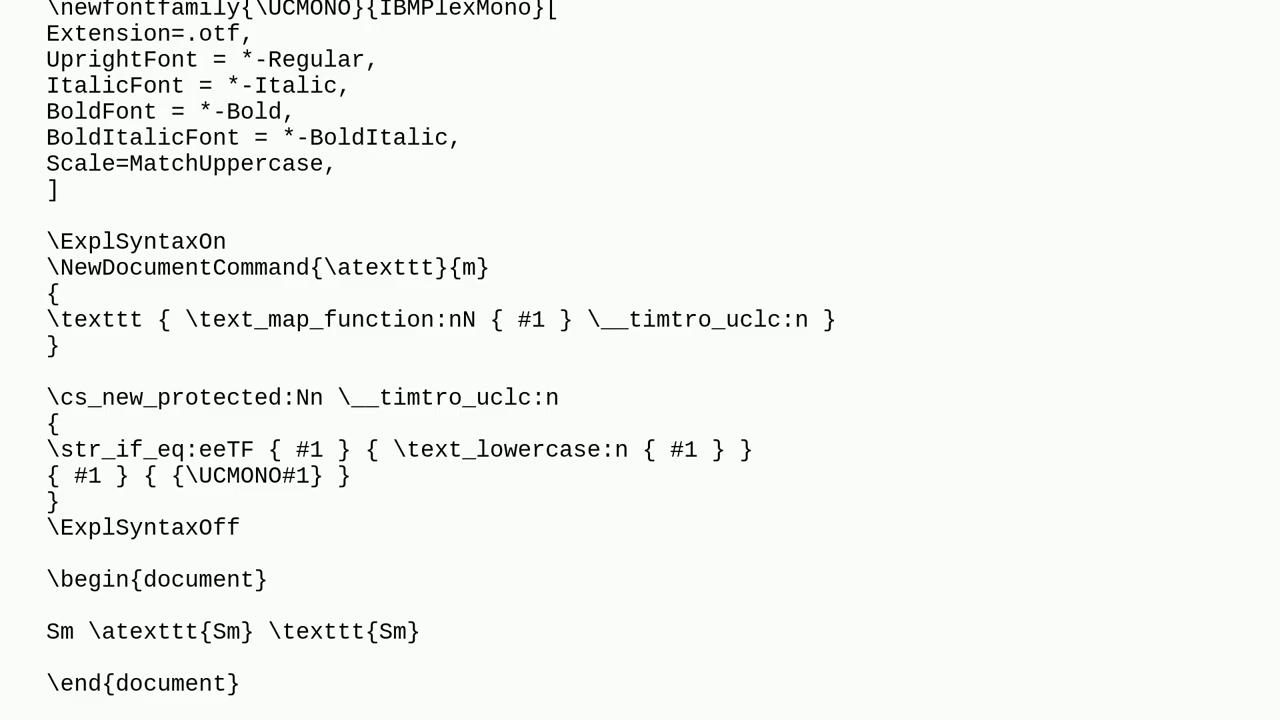 \newfontfamily{\UCMONO}{IBMPlexMono}[
Extension=.otf,
UprightFont = *-Regular,
ItalicFont = *-Italic,
BoldFont = *-Bold,
BoldItalicFont = *-BoldItalic,
Scale=MatchUppercase,
]

\ExplSyntaxOn
\NewDocumentCommand{\atexttt}{m}
{
\texttt { \text_map_function:nN { #1 } \__timtro_uclc:n }
}

\cs_new_protected:Nn \__timtro_uclc:n
{
\str_if_eq:eeTF { #1 } { \text_lowercase:n { #1 } }
{ #1 } { {\UCMONO#1} }
}
\ExplSyntaxOff

\begin{document}

Sm \atexttt{Sm} \texttt{Sm}

\end{document}